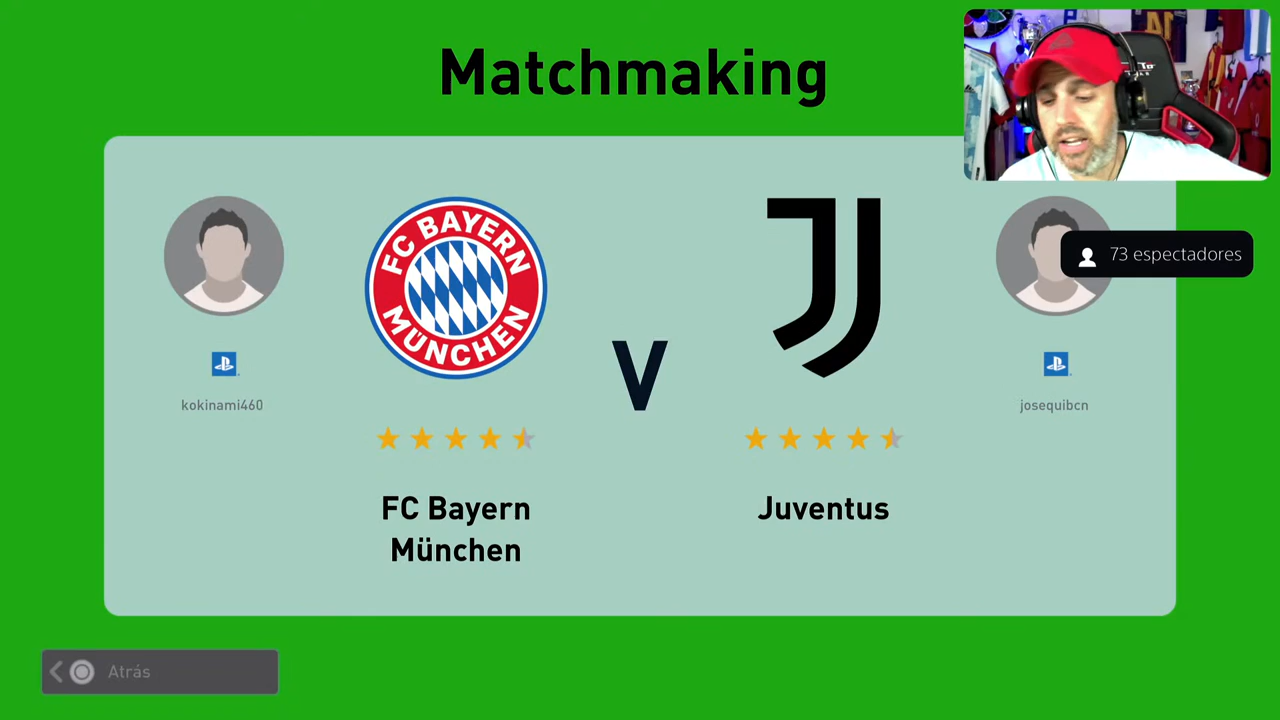 Matchmaking
FC BAYERN
MÜNCHEN
V
73 espectadores
kokinami460
josequibcn
FC Bayern
München
Juventus
Atrás